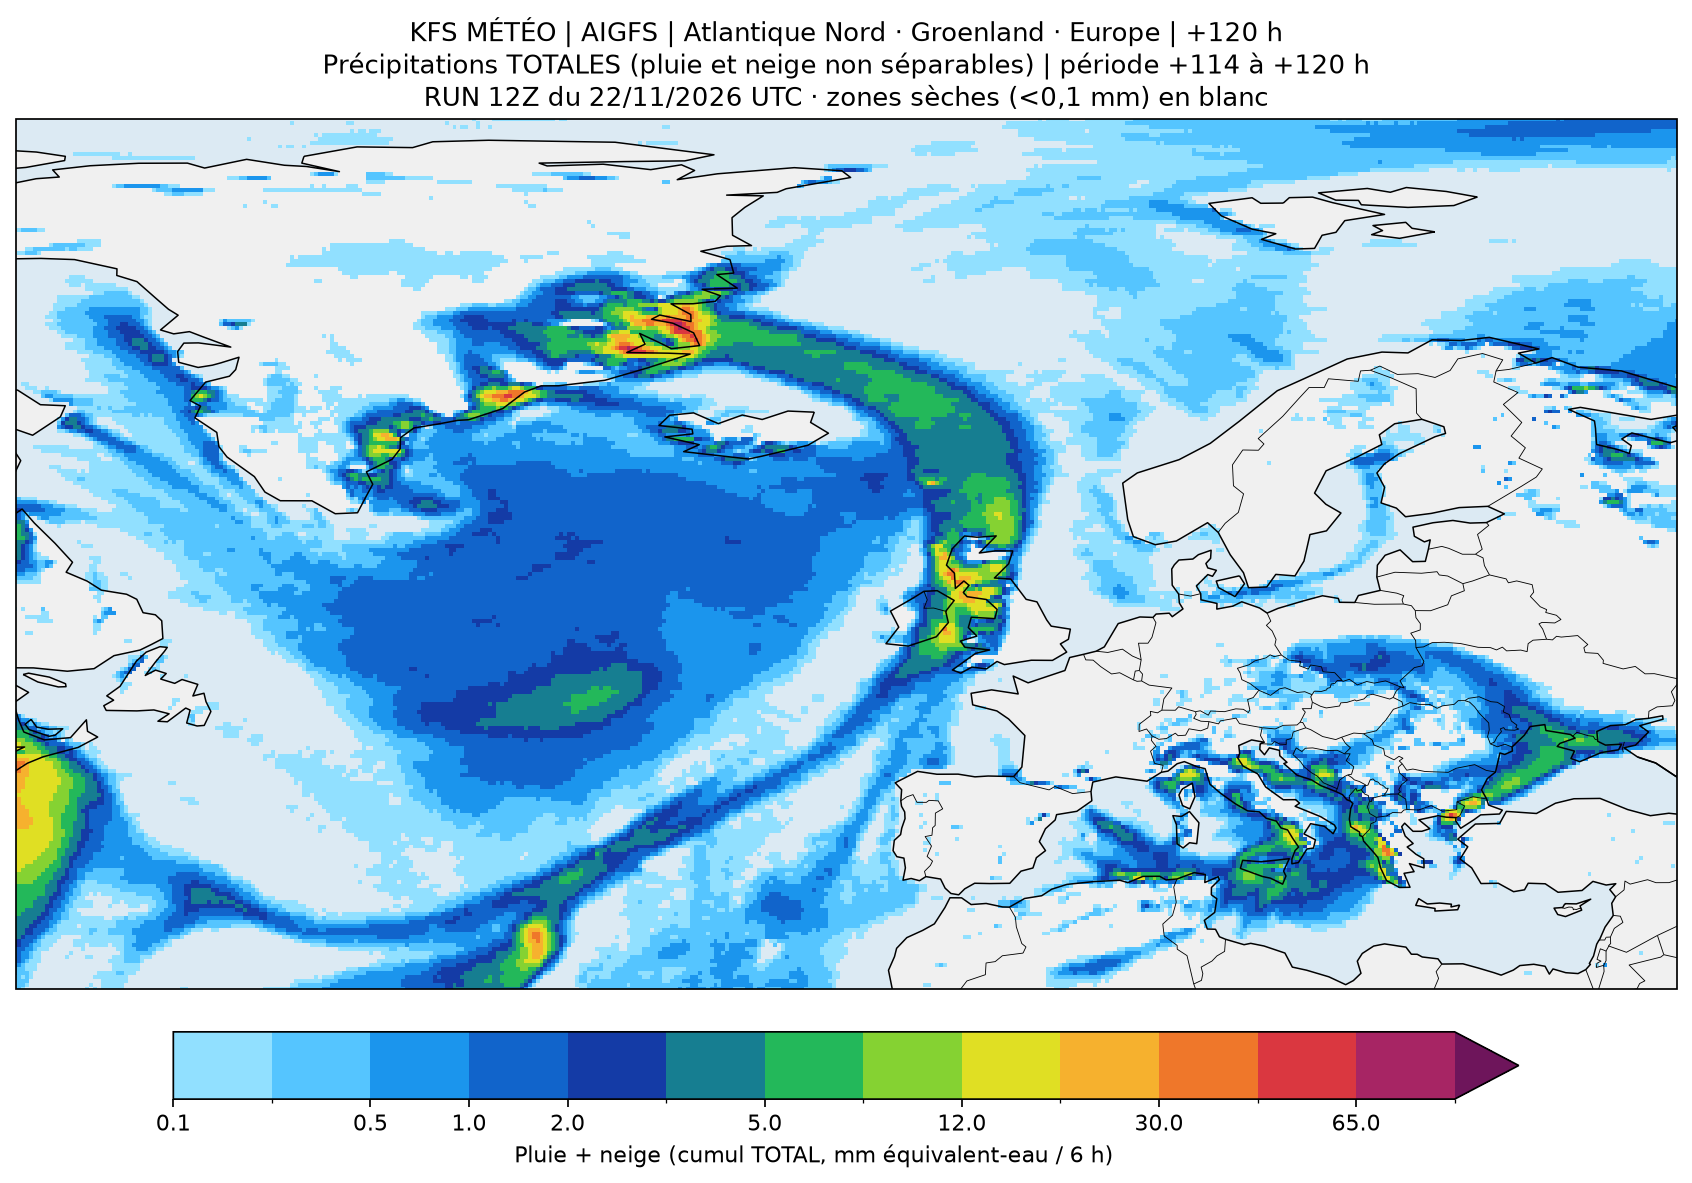 KFS MÉTÉO | AIGFS | Atlantique Nord · Groenland · Europe | +120 h
Précipitations TOTALES (pluie et neige non séparables) | période +114 à +120 h
RUN 12Z du 22/11/2026 UTC · zones sèches (<0,1 mm) en blanc
0.1 0.5 1.0 2.0 5.0 12.0 30.0 65.0
Pluie + neige (cumul TOTAL, mm équivalent-eau / 6 h)